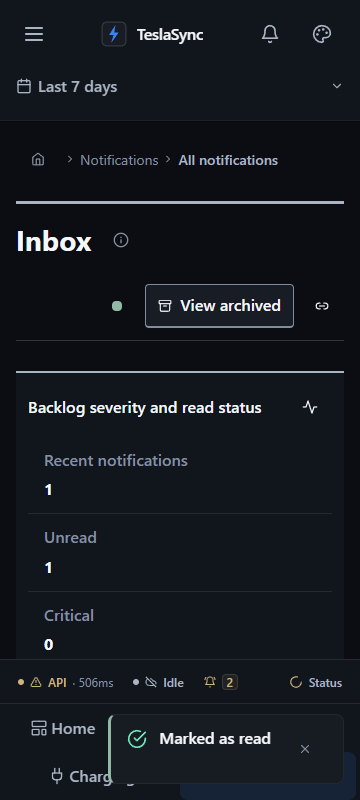 TeslaSync
Last 7 days
Notifications
All notifications
Inbox
View archived
Backlog severity and read status
Recent notifications
1
Unread
1
Critical
0
API · 506ms
Idle
2
Status
Home
Marked as read